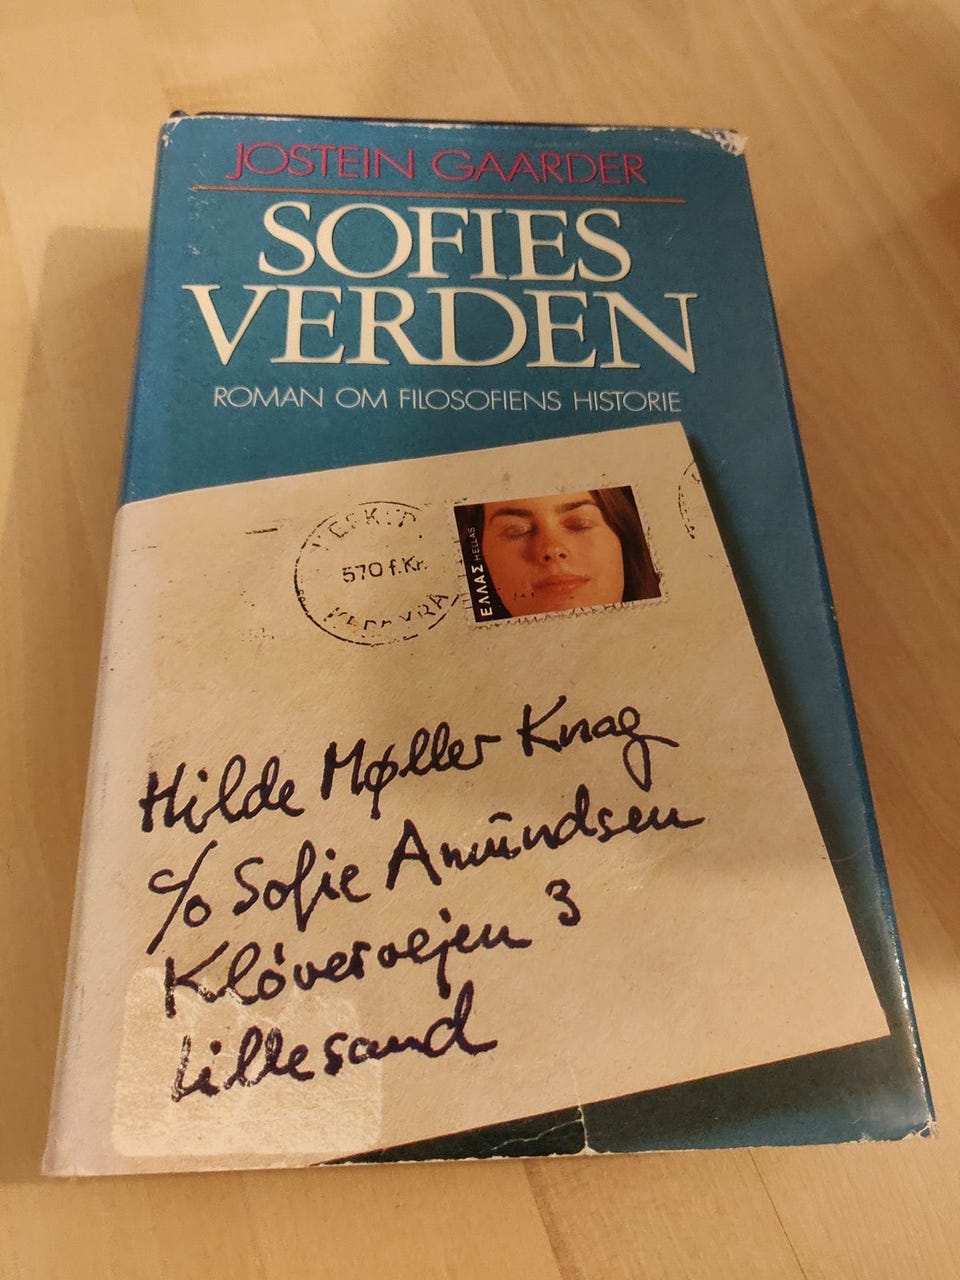 JOSTEIN GAARDER
SOFIES
VERDEN
ROMAN OM FILOSOFIENS HISTORIE
570 f.Kr.
ΕΛΛΑΣ HELLAS
Hilde Møller Knag
c/o Sofie Amundsen
Kløvervejen 3
Lillesand